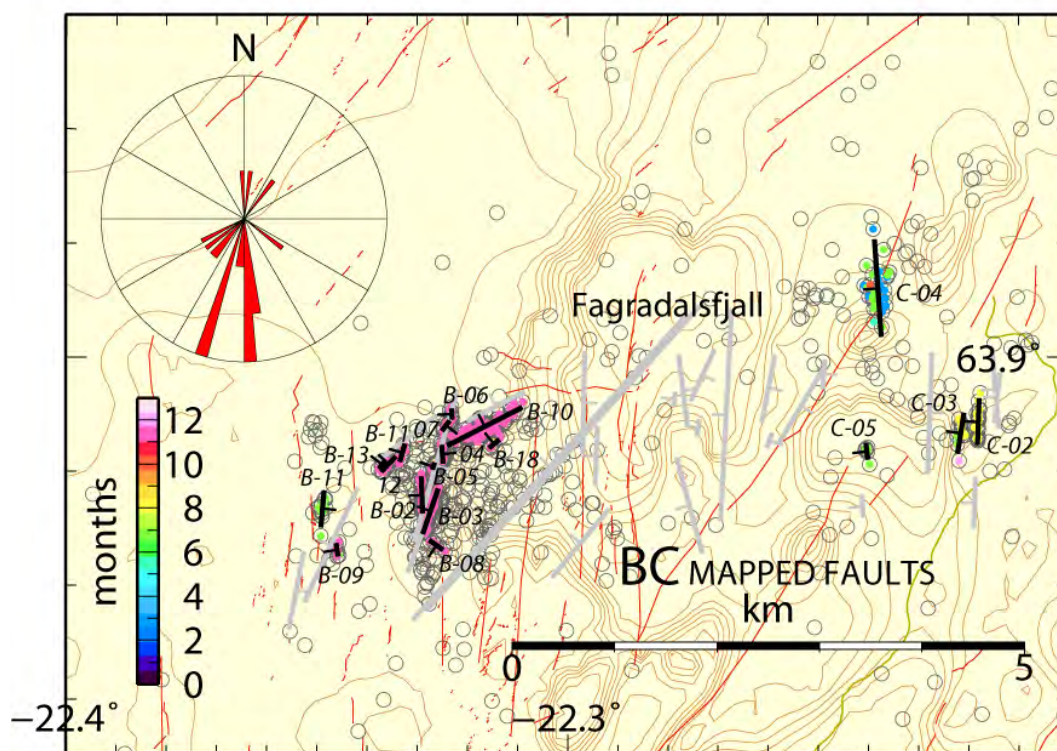 N
Fagradalsfjall
C-04
63.9°
B-06
B-10
07
B-11
04
B-18
B-13
12
B-05
B-11
B-02
B-03
B-08
B-09
C-03
C-02
C-05
BC MAPPED FAULTS
km
0
5
months
12
10
8
6
4
2
0
−22.4°
−22.3°